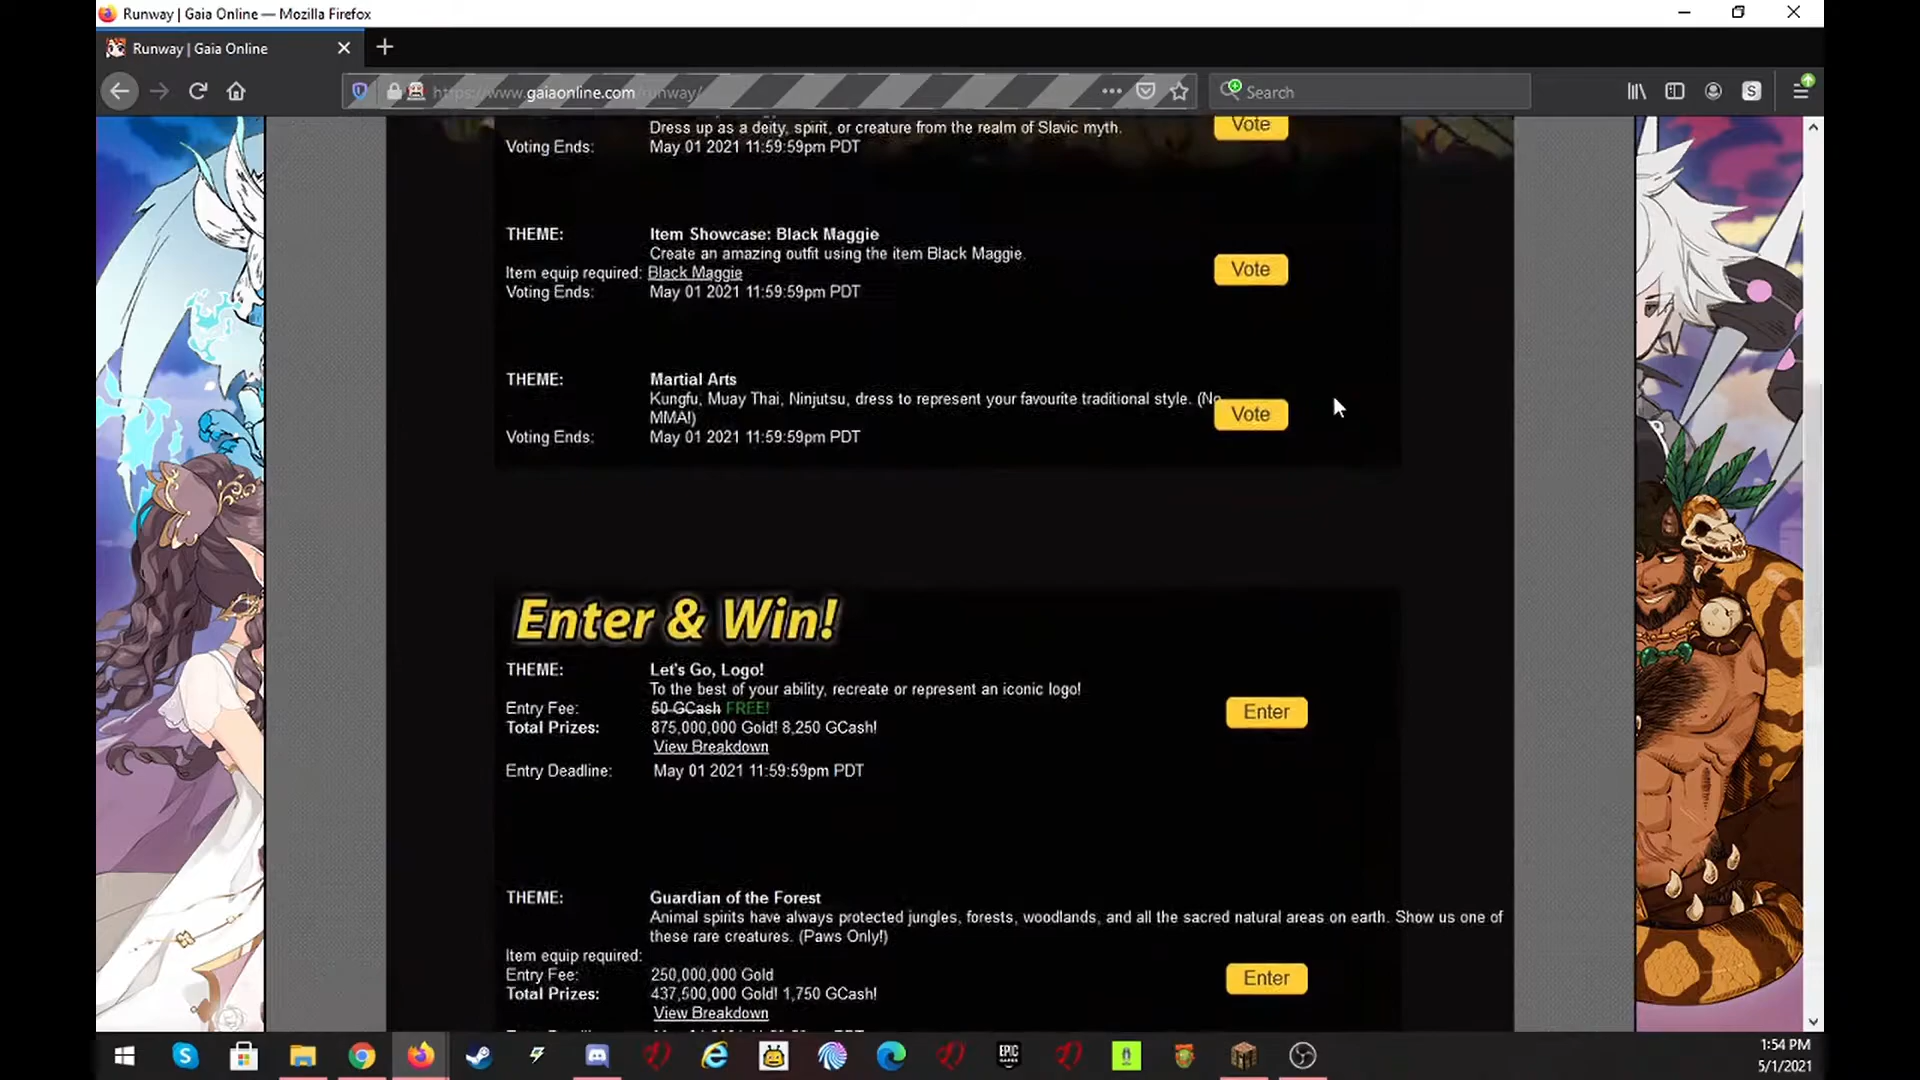 Runway | Gaia Online — Mozilla Firefox
Runway | Gaia Online
https://www.gaiaonline.com/runway/
Search
Dress up as a deity, spirit, or creature from the realm of Slavic myth.
Vote
Voting Ends: May 01 2021 11:59:59pm PDT
THEME: Item Showcase: Black Maggie
Create an amazing outfit using the item Black Maggie.
Item equip required: Black Maggie
Vote
Voting Ends: May 01 2021 11:59:59pm PDT
THEME: Martial Arts
Kungfu, Muay Thai, Ninjutsu, dress to represent your favourite traditional style. (No
MMA!)
Vote
Voting Ends: May 01 2021 11:59:59pm PDT
Enter & Win!
THEME: Let's Go, Logo!
To the best of your ability, recreate or represent an iconic logo!
Entry Fee: 50 GCash FREE!
Enter
Total Prizes: 875,000,000 Gold! 8,250 GCash!
View Breakdown
Entry Deadline: May 01 2021 11:59:59pm PDT
THEME: Guardian of the Forest
Animal spirits have always protected jungles, forests, woodlands, and all the sacred natural areas on earth. Show us one of
these rare creatures. (Paws Only!)
Item equip required:
Entry Fee: 250,000,000 Gold
Enter
Total Prizes: 437,500,000 Gold! 1,750 GCash!
View Breakdown
EPIC
1:54 PM
5/1/2021